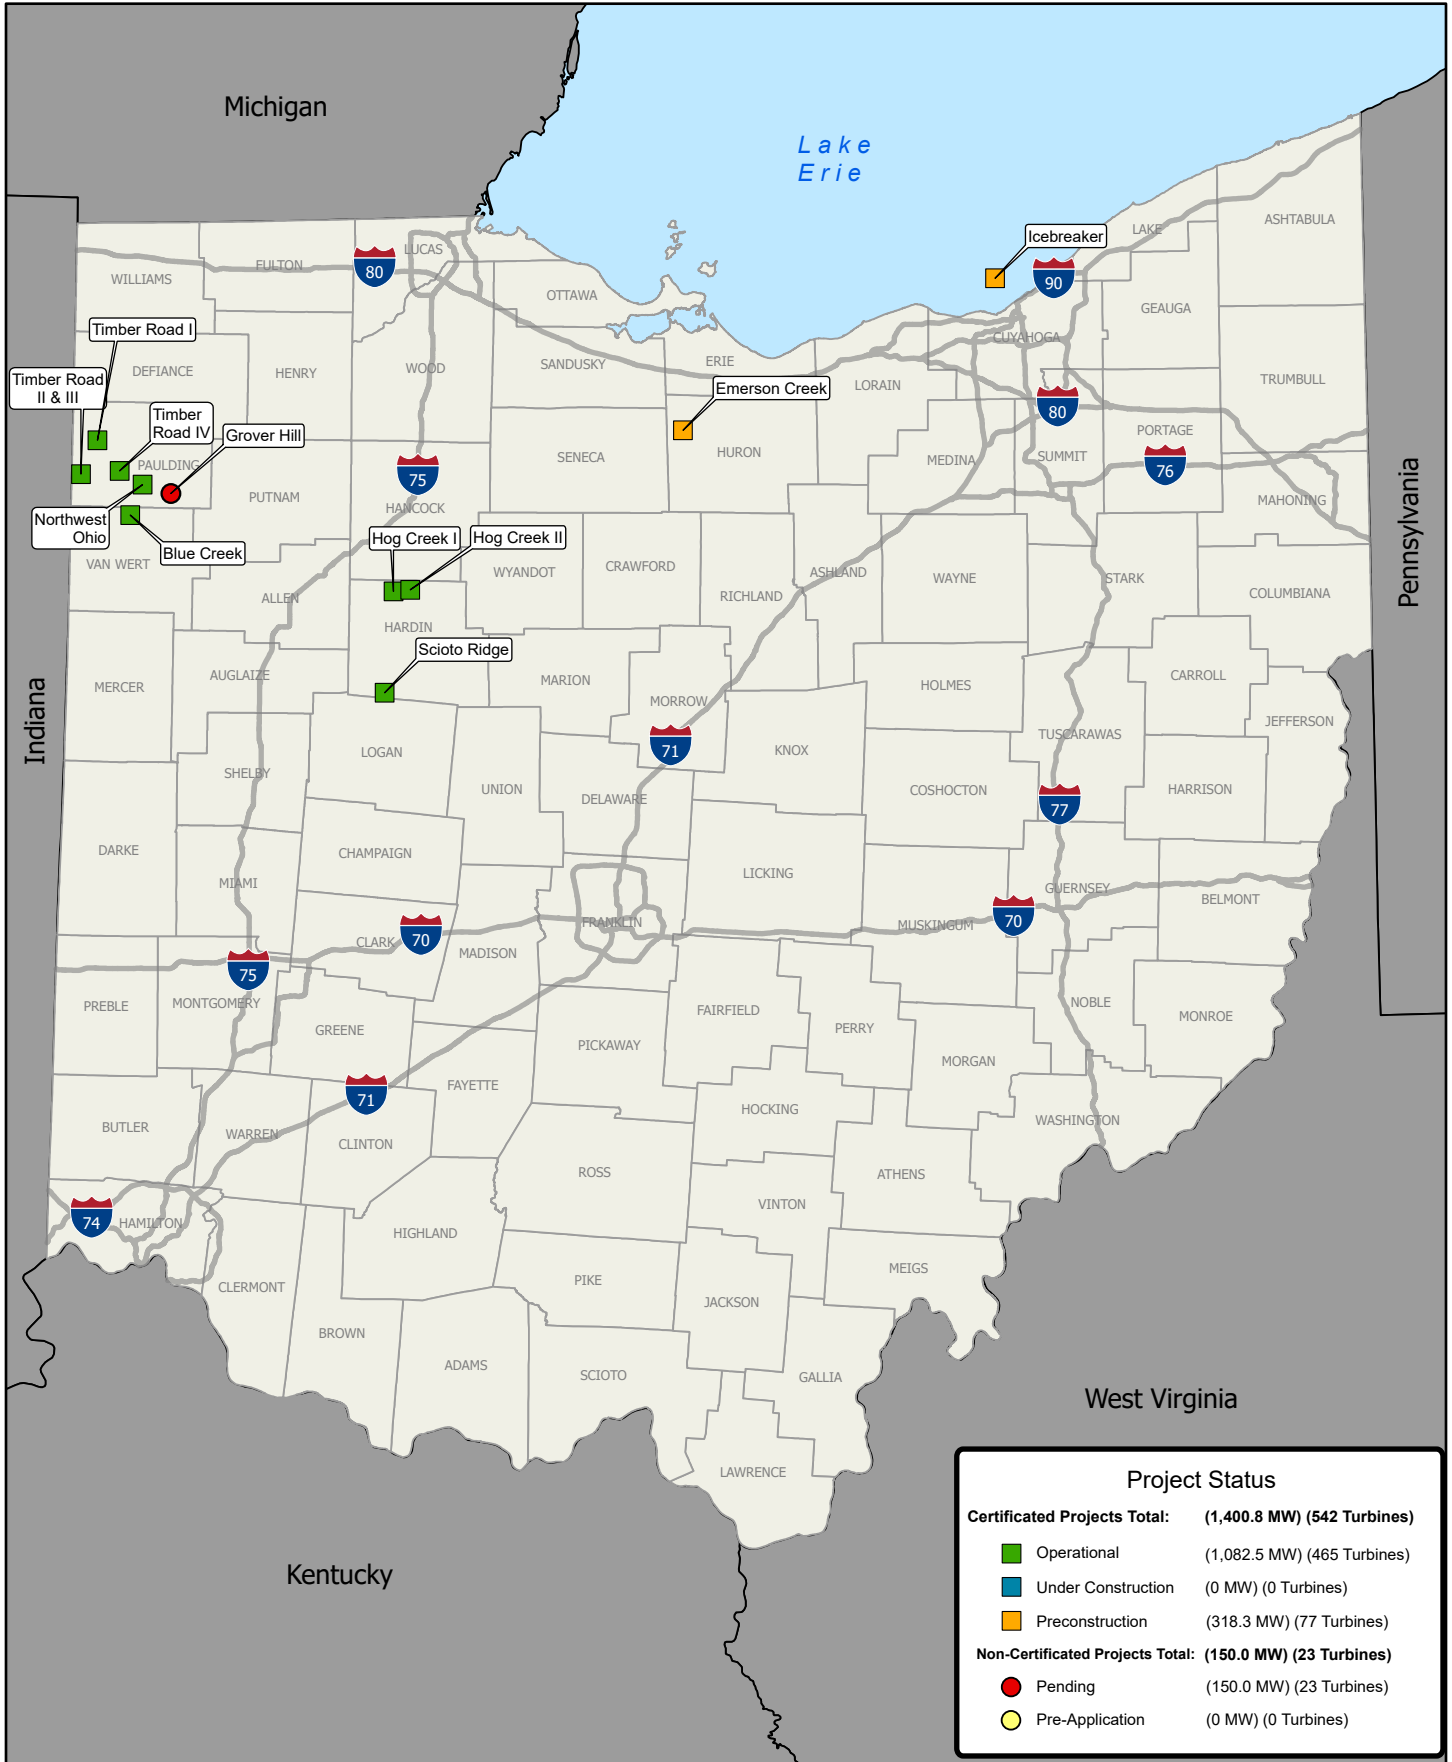 Michigan
Lake
Erie
Icebreaker
LAKE
ASHTABULA
LUCAS
FULTON
80
90
WILLIAMS
OTTAWA
GEAUGA
Timber Road I
CUYAHOGA
ERIE
SANDUSKY
WOOD
DEFIANCE
HENRY
TRUMBULL
Timber Road
II & III
LORAIN
Emerson Creek
80
Timber
Road IV
Grover Hill
PORTAGE
HURON
SENECA
MEDINA
SUMMIT
PAULDING
76
75
PUTNAM
MAHONING
HANCOCK
Pennsylvania
Northwest
Ohio
Hog Creek I
Hog Creek II
Blue Creek
VAN WERT
WYANDOT
CRAWFORD
ASHLAND
WAYNE
STARK
RICHLAND
COLUMBIANA
ALLEN
HARDIN
Scioto Ridge
AUGLAIZE
MERCER
MARION
HOLMES
CARROLL
MORROW
Indiana
JEFFERSON
TUSCARAWAS
71
LOGAN
KNOX
SHELBY
UNION
COSHOCTON
HARRISON
DELAWARE
77
DARKE
CHAMPAIGN
LICKING
MIAMI
GUERNSEY
BELMONT
70
FRANKLIN
MUSKINGUM
70
CLARK
MADISON
75
PREBLE
MONTGOMERY
NOBLE
FAIRFIELD
MONROE
GREENE
PERRY
PICKAWAY
MORGAN
FAYETTE
71
HOCKING
WASHINGTON
BUTLER
WARREN
CLINTON
ROSS
ATHENS
VINTON
74
HAMILTON
HIGHLAND
MEIGS
PIKE
CLERMONT
JACKSON
BROWN
ADAMS
SCIOTO
GALLIA
West Virginia
LAWRENCE
Kentucky
Project Status
Certificated Projects Total: (1,400.8 MW) (542 Turbines)
Operational (1,082.5 MW) (465 Turbines)
Under Construction (0 MW) (0 Turbines)
Preconstruction (318.3 MW) (77 Turbines)
Non-Certificated Projects Total: (150.0 MW) (23 Turbines)
Pending (150.0 MW) (23 Turbines)
Pre-Application (0 MW) (0 Turbines)